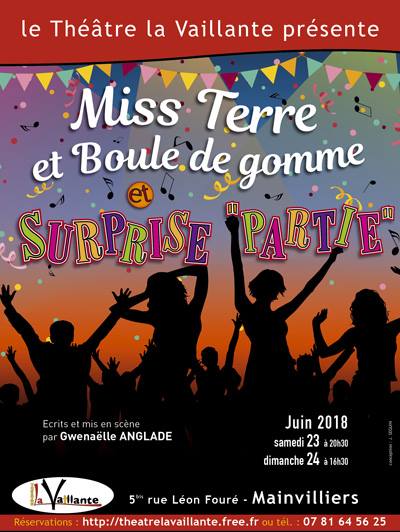 le Théâtre la Vaillante présente
Miss Terre
et Boule de gomme
et
SURPRISE "PARTIE"
Ecrits et mis en scène
par Gwenaëlle ANGLADE
Juin 2018
samedi 23 à 20h30
dimanche 24 à 16h30
la Vaillante
5bis rue Léon Fouré - Mainvilliers
Réservations : http://theatrelavaillante.free.fr ou tél. : 07 81 64 56 25